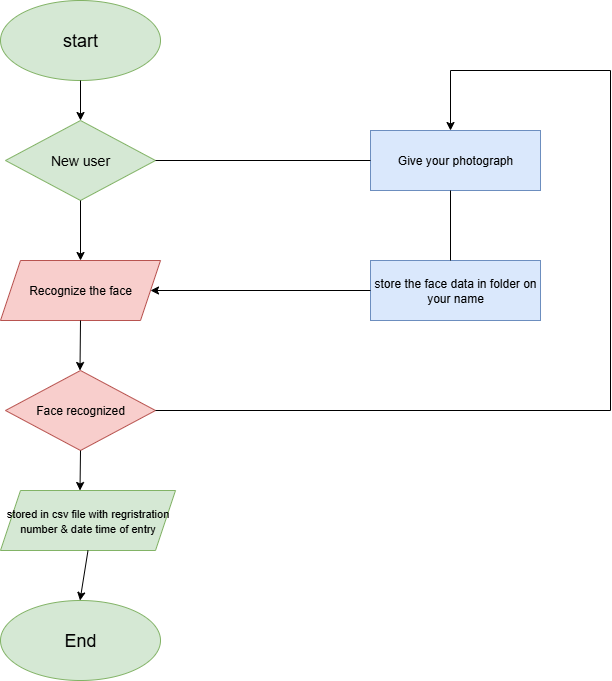 start
New user
Give your photograph
Recognize the face
store the face data in folder on
your name
Face recognized
stored in csv file with regristration
number & date time of entry
End